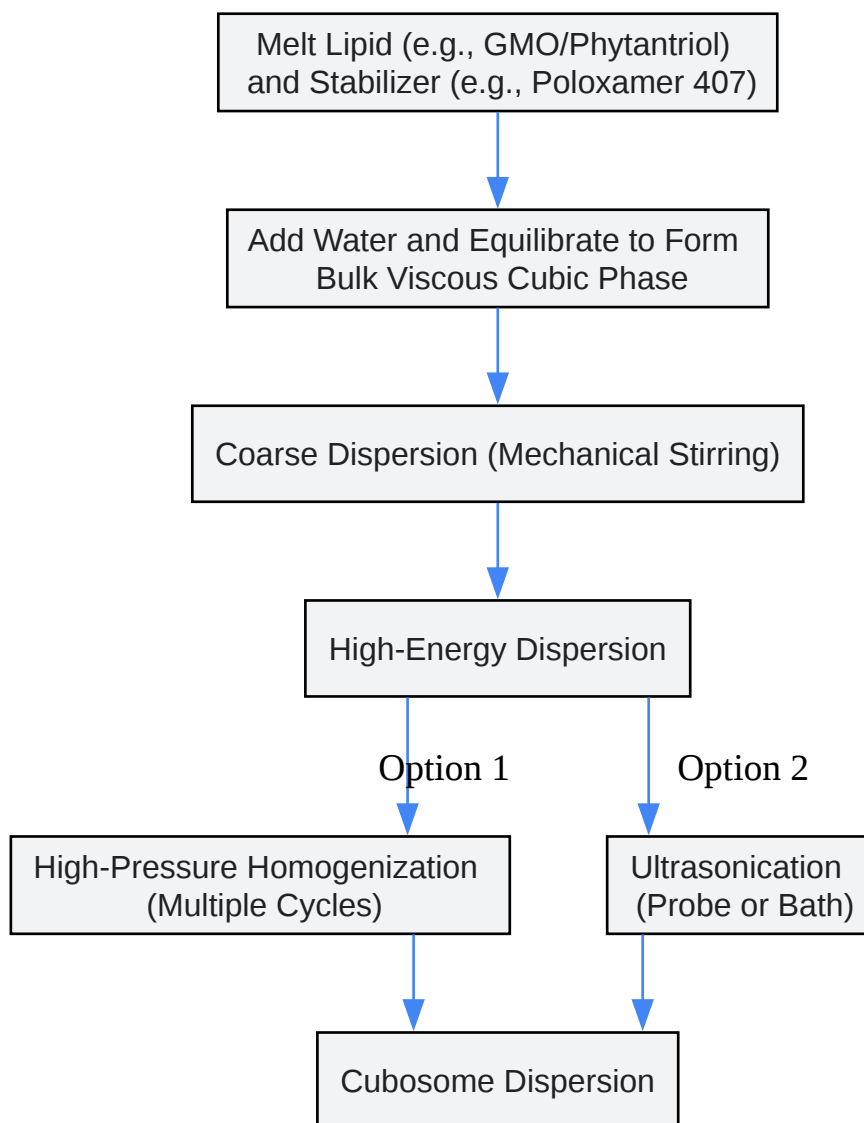 Melt Lipid (e.g., GMO/Phytantriol)
and Stabilizer (e.g., Poloxamer 407)
Add Water and Equilibrate to Form
Bulk Viscous Cubic Phase
Coarse Dispersion (Mechanical Stirring)
High-Energy Dispersion
Option 1
Option 2
High-Pressure Homogenization
(Multiple Cycles)
Ultrasonication
(Probe or Bath)
Cubosome Dispersion